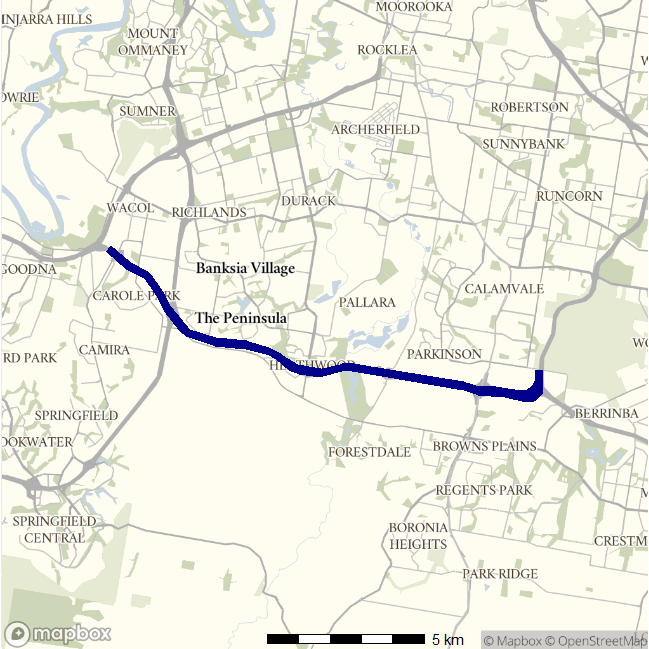 MOOROOKA
INJARRA HILLS
MOUNT
OMMANEY
ROCKLEA
OWRIE
SUMNER
ROBERTSON
ARCHERFIELD
SUNNYBANK
RUNCORN
DURACK
WACOL
RICHLANDS
GOODNA
Banksia Village
CALAMVALE
CAROLE PARK
PALLARA
The Peninsula
CAMIRA
RD PARK
PARKINSON
WO
SPRINGFIELD
BERRINBA
OOKWATER
BROWNS PLAINS
FORESTDALE
REGENTS PARK
SPRINGFIELD
CENTRAL
BORONIA
HEIGHTS
CRESTM
PARK RIDGE
mapbox
5 km
© Mapbox © OpenStreetMap